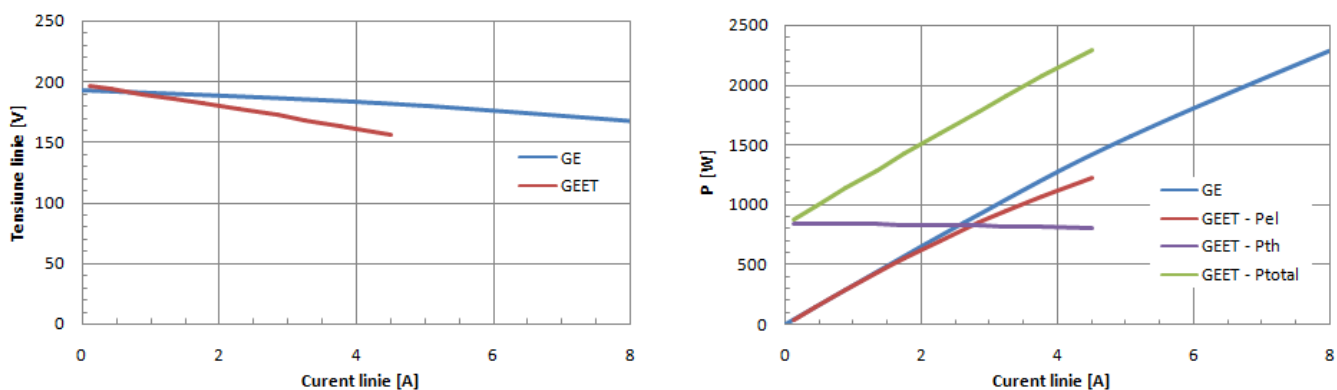 250
200
150
100
50
0
Tensiune linie [V]
0 2 4 6 8
Curent linie [A]
GE
GEET
2500
2000
1500
1000
500
0
P [W]
0 2 4 6 8
Curent linie [A]
GE
GEET - Pel
GEET - Pth
GEET - Ptotal